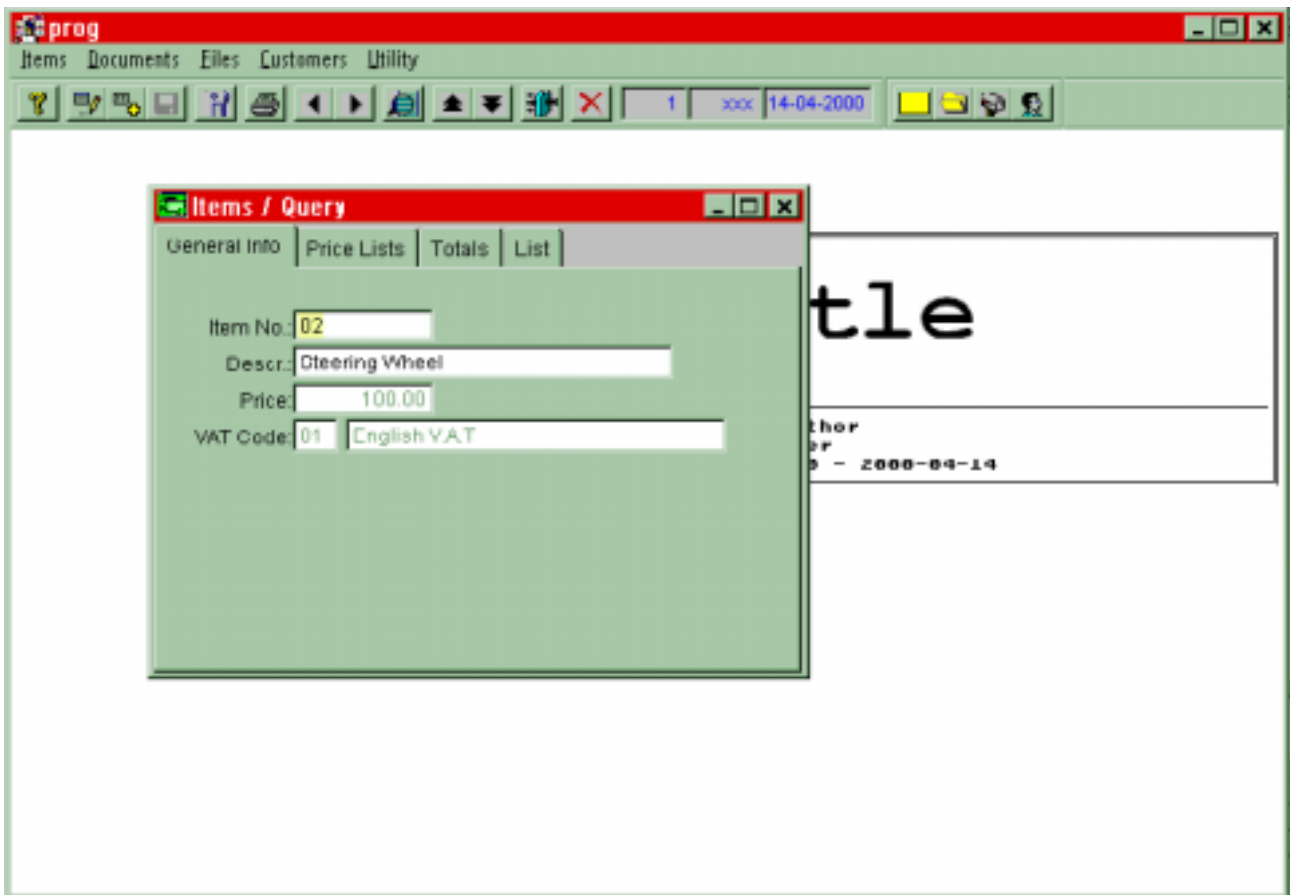 prog
Items Documents Files Customers Utility
1 xxx 14-04-2000
Items / Query
General Info Price Lists Totals List
tle
Item No.: 02
Descr.: Steering Wheel
Price: 100.00
VAT Code: 01 English V.A.T
thor
er
0 - 2000-04-14